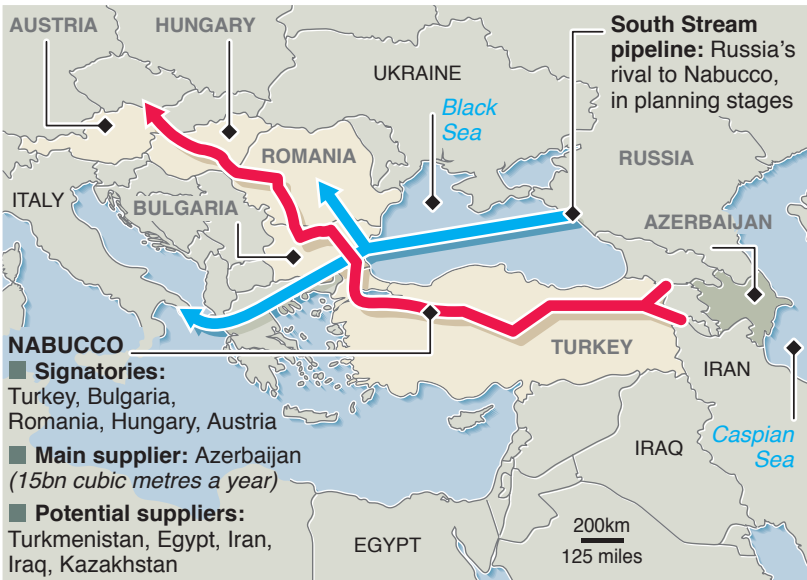 AUSTRIA
HUNGARY
South Stream
pipeline: Russia's
rival to Nabucco,
in planning stages
UKRAINE
Black
Sea
ROMANIA
RUSSIA
ITALY
BULGARIA
AZERBAIJAN
NABUCCO
Signatories:
Turkey, Bulgaria,
Romania, Hungary, Austria
Main supplier: Azerbaijan
(15bn cubic metres a year)
Potential suppliers:
Turkmenistan, Egypt, Iran,
Iraq, Kazakhstan
TURKEY
IRAN
IRAQ
Caspian
Sea
EGYPT
200km
125 miles